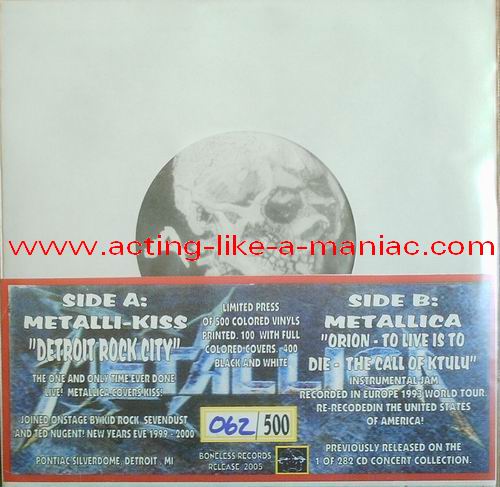 www.acting-like-a-maniac.com
SIDE A:
METALLI-KISS
"DETROIT ROCK CITY"
THE ONE AND ONLY TIME EVER DONE
LIVE! METALLICA COVERS KISS!
JOINED ONSTAGE BY KID ROCK, SEVENDUST
AND TED NUGENT! NEW YEARS EVE 1999 - 2000
PONTIAC SILVERDOME, DETROIT , MI
LIMITED PRESS
OF 500 COLORED VINYLS
PRINTED. 100 WITH FULL
COLORED COVERS. 400
BLACK AND WHITE
062/500
BONELESS RECORDS
RELEASE 2005
SIDE B:
METALLICA
"ORION - TO LIVE IS TO
DIE - THE CALL OF KTULU"
INSTRUMENTAL JAM
RECORDED IN EUROPE 1993 WORLD TOUR.
RE-RECODEDIN THE UNITED STATES
OF AMERICA!
PREVIOUSLY RELEASED ON THE
1 OF 282 CD CONCERT COLLECTION.
METALLICA